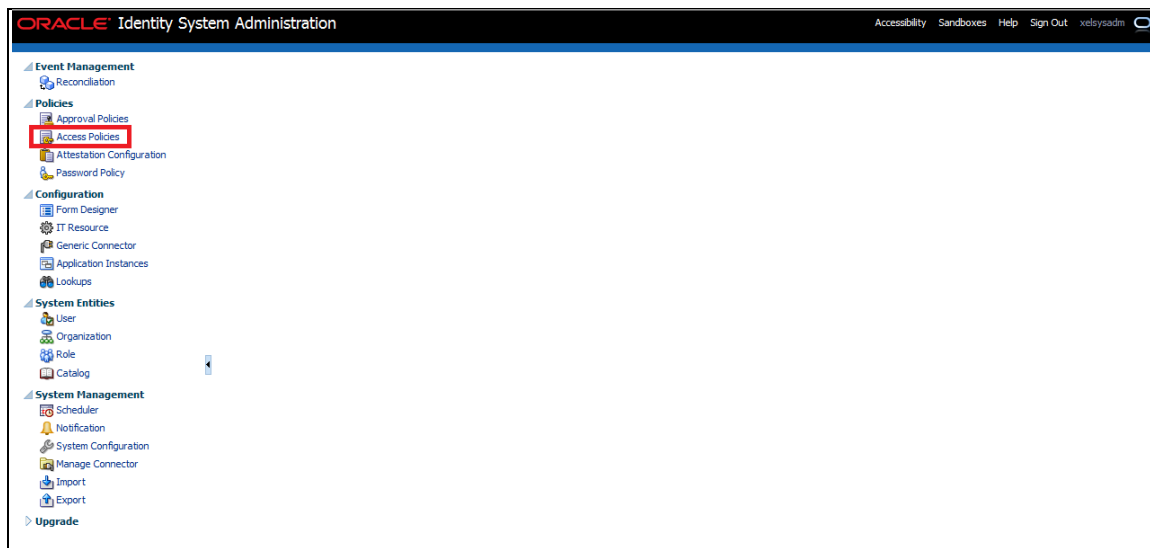 ORACLE Identity System Administration
Accessibility Sandboxes Help Sign Out xelsysadm
Event Management
Reconciliation
Policies
Approval Policies
Access Policies
Attestation Configuration
Password Policy
Configuration
Form Designer
IT Resource
Generic Connector
Application Instances
Lookups
System Entities
User
Organization
Role
Catalog
System Management
Scheduler
Notification
System Configuration
Manage Connector
Import
Export
Upgrade